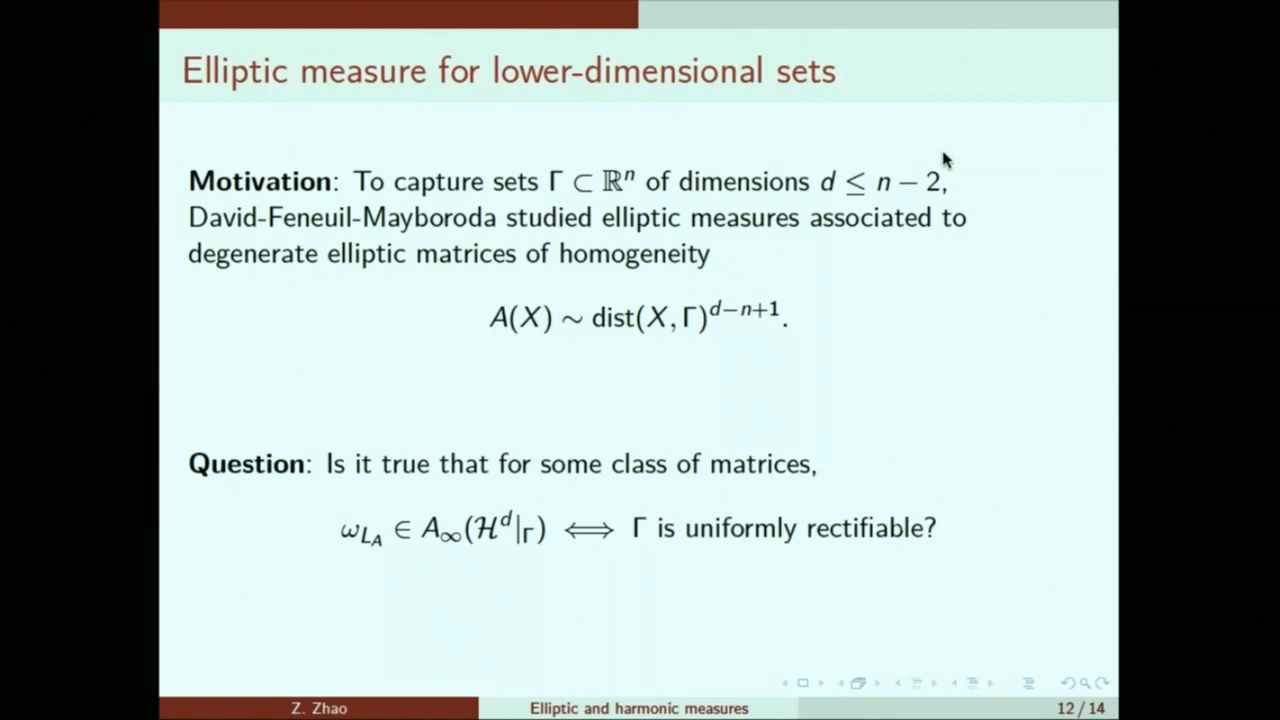 Elliptic measure for lower-dimensional sets
Motivation: To capture sets Γ ⊂ ℝⁿ of dimensions d ≤ n − 2,
David-Feneuil-Mayboroda studied elliptic measures associated to
degenerate elliptic matrices of homogeneity
A(X) ∼ dist(X, Γ)^{d−n+1}.
Question: Is it true that for some class of matrices,
ω_{L_A} ∈ A_∞(ℋ^d|_Γ) ⟺ Γ is uniformly rectifiable?
Z. Zhao
Elliptic and harmonic measures
12 / 14